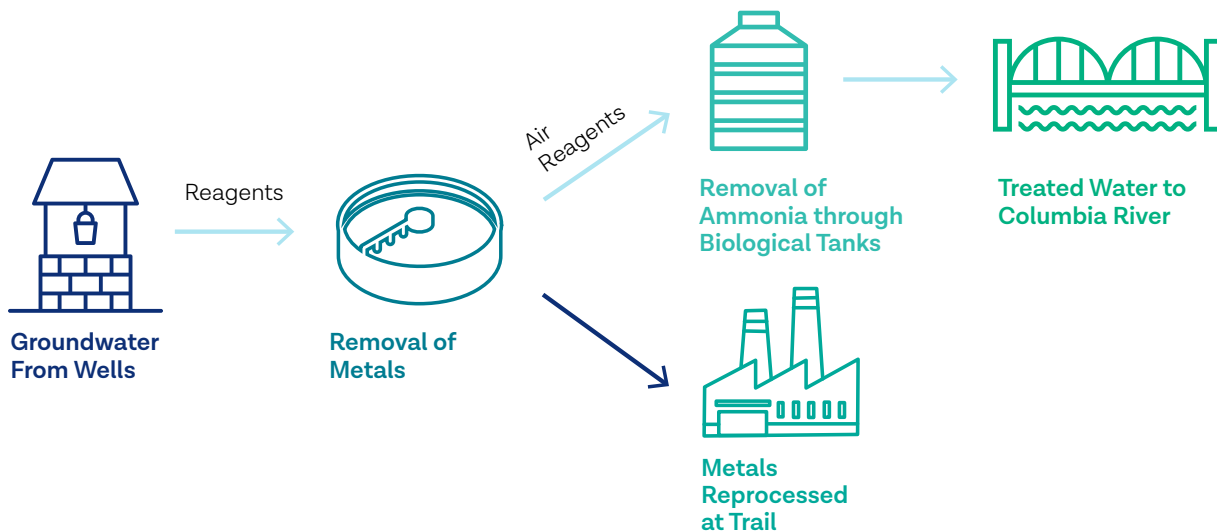 Groundwater
From Wells
Reagents
Removal of
Metals
Air
Reagents
Removal of
Ammonia through
Biological Tanks
Treated Water to
Columbia River
Metals
Reprocessed
at Trail